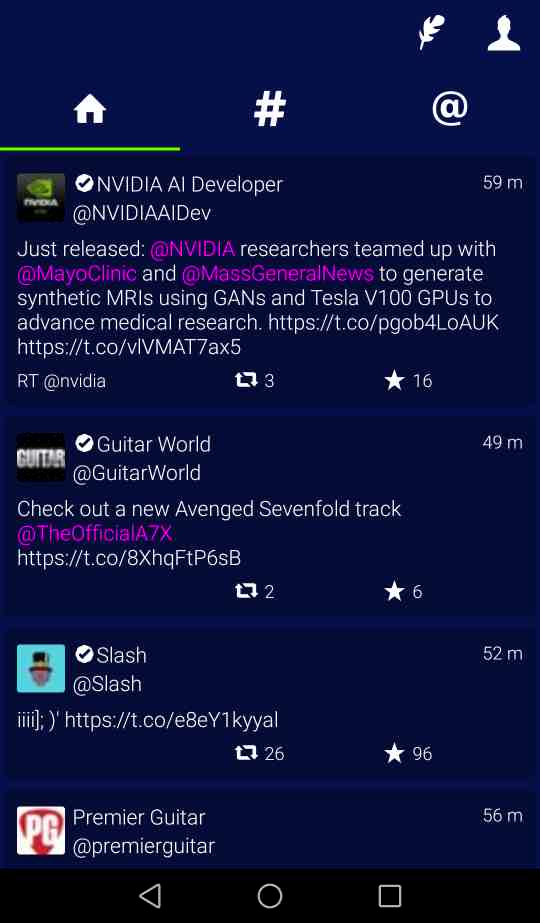 #
@
NVIDIA AI Developer 59 m
@NVIDIAAIDev
Just released: @NVIDIA researchers teamed up with
@MayoClinic and @MassGeneralNews to generate
synthetic MRIs using GANs and Tesla V100 GPUs to
advance medical research. https://t.co/pgob4LoAUK
https://t.co/vlVMAT7ax5
RT @nvidia 3 16
GUITAR
Guitar World 49 m
@GuitarWorld
Check out a new Avenged Sevenfold track
@TheOfficialA7X
https://t.co/8XhqFtP6sB
2 6
Slash 52 m
@Slash
iiii]; )' https://t.co/e8eY1kyyal
26 96
PG
Premier Guitar 56 m
@premierguitar